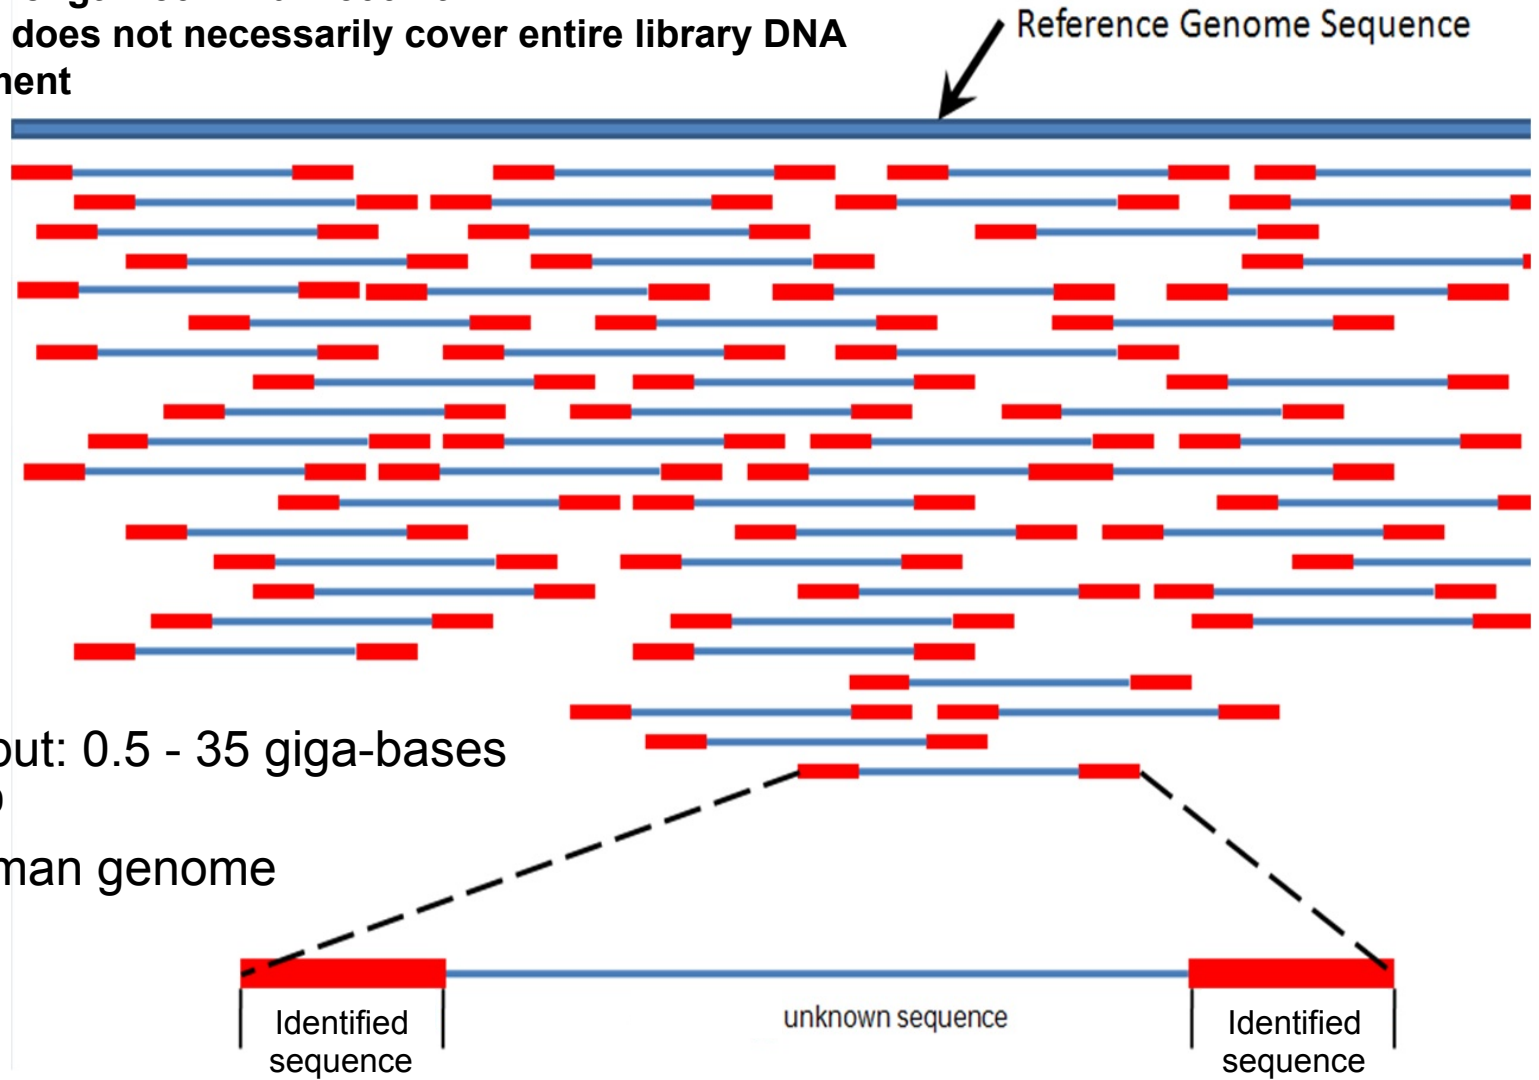 does not necessarily cover entire library DNA
Reference Genome Sequence
ment
out: 0.5 - 35 giga-bases
man genome
Identified
sequence
unknown sequence
Identified
sequence